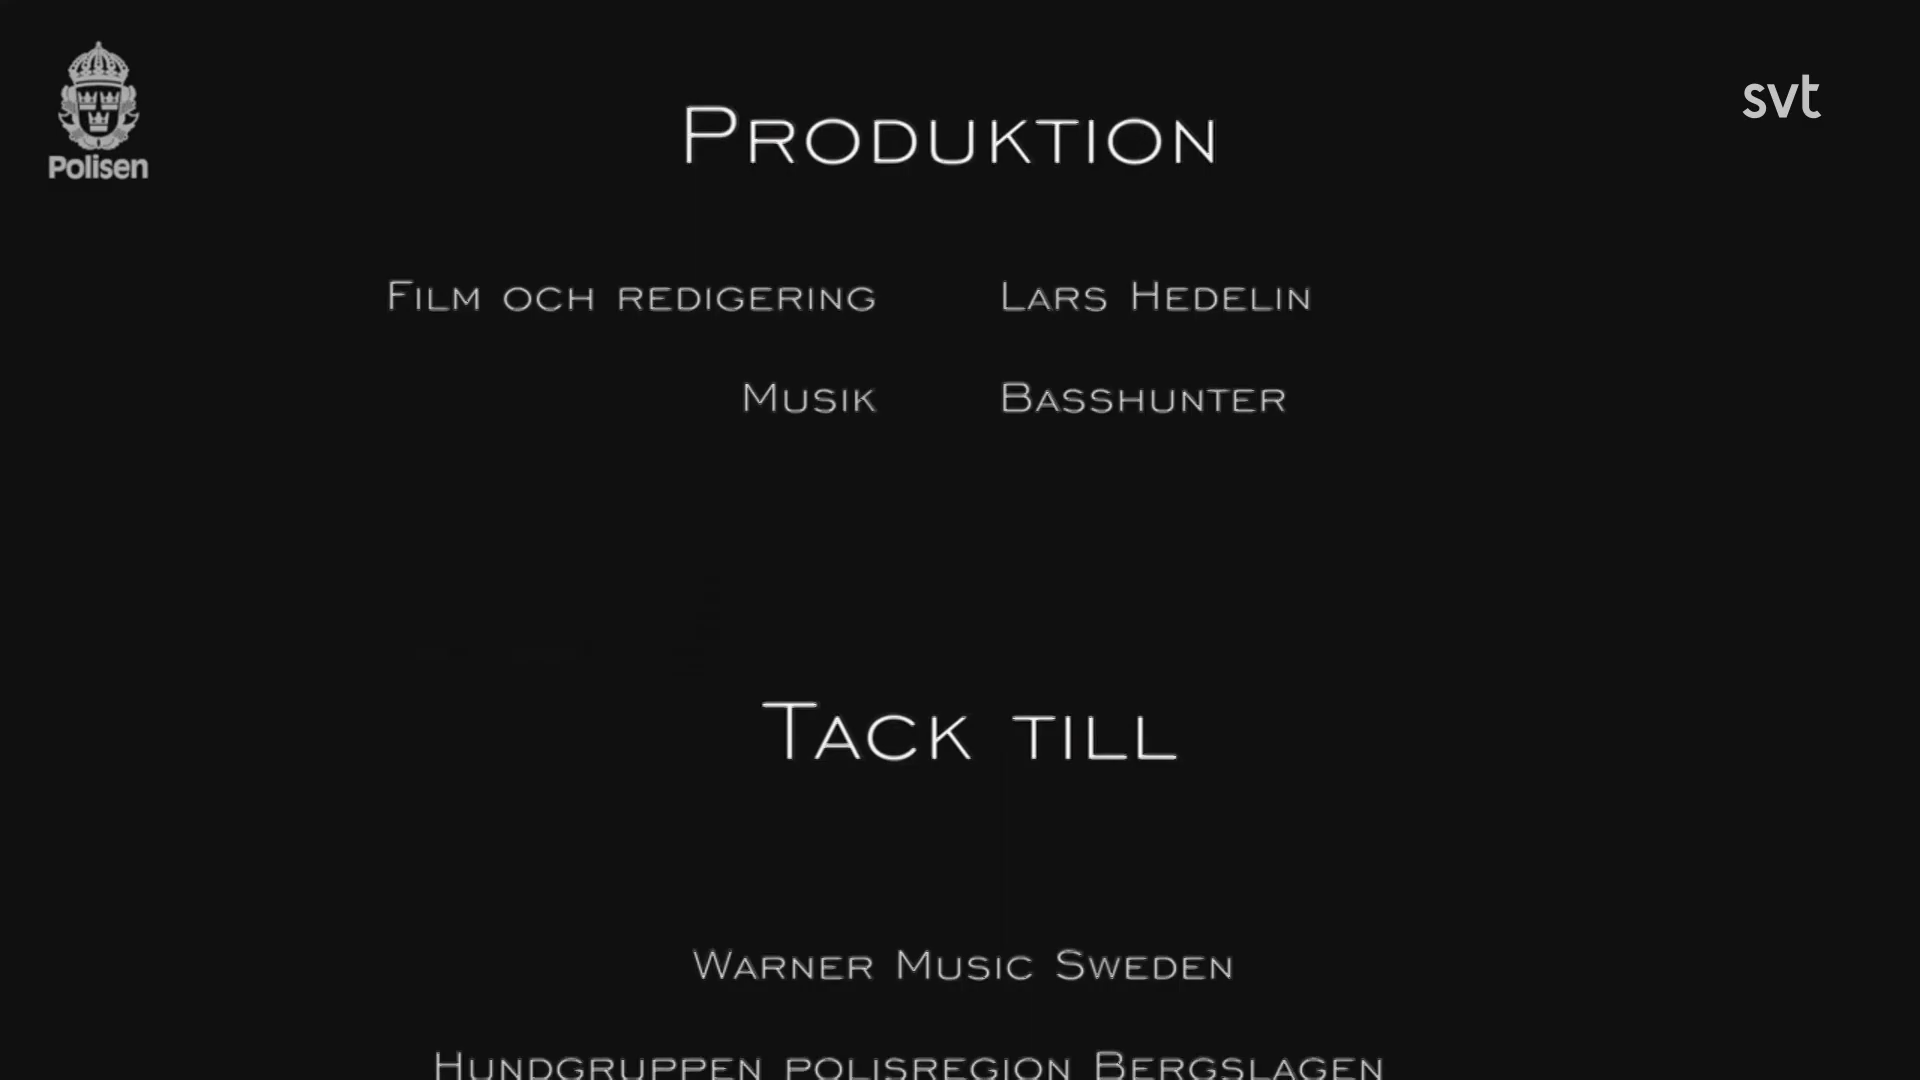 Polisen
svt
Produktion
Film och redigering Lars Hedelin
Musik Basshunter
Tack till
Warner Music Sweden
Hundgruppen polisregion Bergslagen